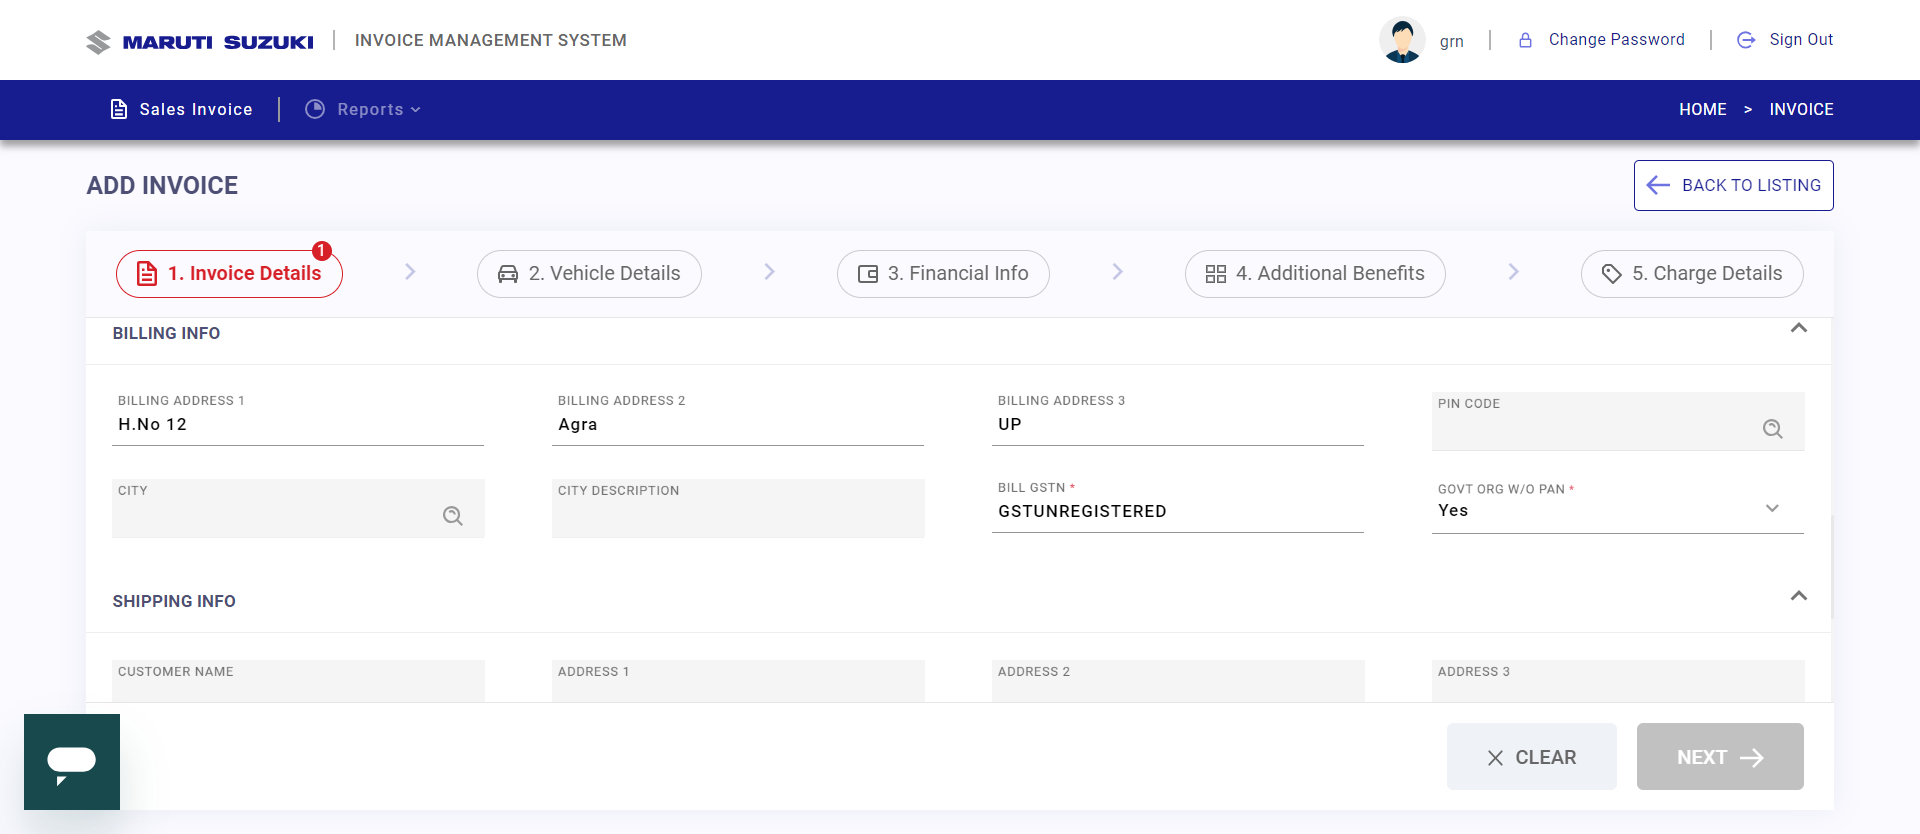 MARUTI SUZUKI
INVOICE MANAGEMENT SYSTEM
grn
Change Password
Sign Out
Sales Invoice
Reports
HOME > INVOICE
ADD INVOICE
BACK TO LISTING
1. Invoice Details
1
2. Vehicle Details
3. Financial Info
4. Additional Benefits
5. Charge Details
BILLING INFO
BILLING ADDRESS 1
H.No 12
BILLING ADDRESS 2
Agra
BILLING ADDRESS 3
UP
PIN CODE
CITY
CITY DESCRIPTION
BILL GSTN *
GSTUNREGISTERED
GOVT ORG W/O PAN *
Yes
SHIPPING INFO
CUSTOMER NAME
ADDRESS 1
ADDRESS 2
ADDRESS 3
CLEAR
NEXT